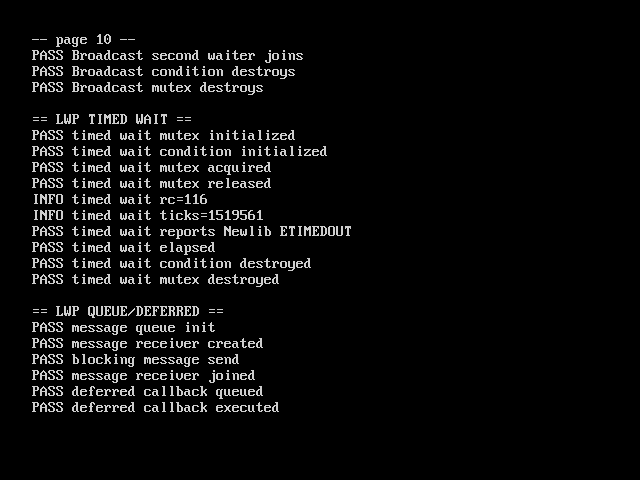 -- page 10 --
PASS Broadcast second waiter joins
PASS Broadcast condition destroys
PASS Broadcast mutex destroys
== LWP TIMED WAIT ==
PASS timed wait mutex initialized
PASS timed wait condition initialized
PASS timed wait mutex acquired
PASS timed wait mutex released
INFO timed wait rc=116
INFO timed wait ticks=1519561
PASS timed wait reports Newlib ETIMEDOUT
PASS timed wait elapsed
PASS timed wait condition destroyed
PASS timed wait mutex destroyed
== LWP QUEUE/DEFERRED ==
PASS message queue init
PASS message receiver created
PASS blocking message send
PASS message receiver joined
PASS deferred callback queued
PASS deferred callback executed